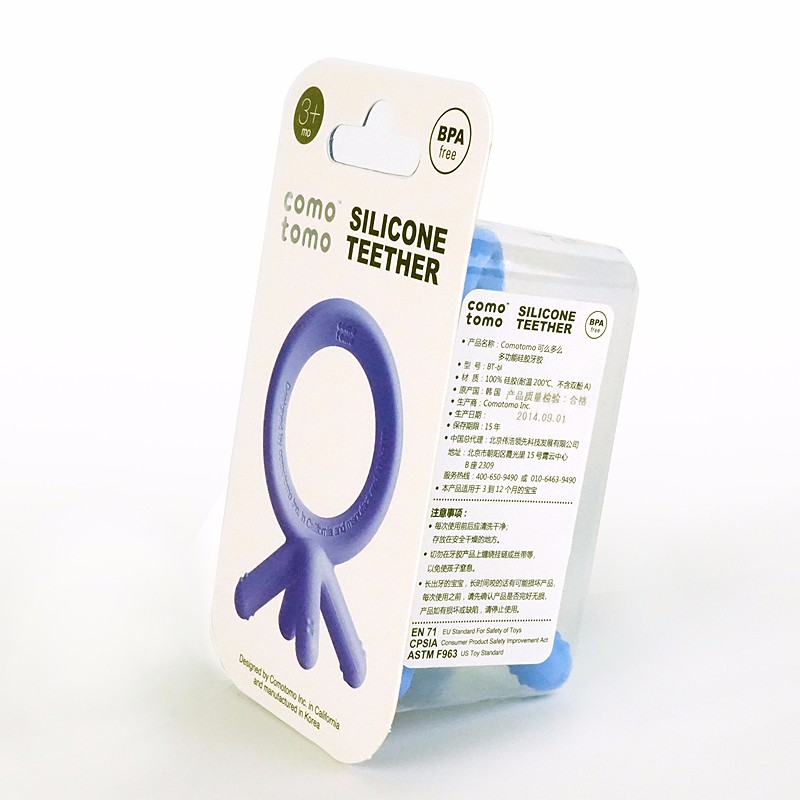 3+
mo
BPA
free
como™
tomo
SILICONE
TEETHER
Designed by Comotomo Inc. in California
and manufactured in Korea
como™
tomo
SILICONE
TEETHER
BPA
free
• 产品名称：Comotomo 可么多么
多功能硅胶牙胶
• 型 号：BT-bl
• 材 质：100% 硅胶(耐温 200℃，不含双酚 A)
• 原产国：韩 国
产品质量检验：合格
• 生产商：Comotomo Inc.
• 生产日期：
2014.09.01
• 保存期限：15 年
• 中国总代理：北京伟浩领先科技发展有限公司
地址：北京市朝阳区霞光里 15 号霄云中心
B 座 2309
服务热线：400-650-9490 或 010-6463-9490
• 本产品适用于 3 到 12 个月的宝宝
注意事项：
• 每次使用前后应清洗干净，
存放在安全干燥的地方。
• 切勿在牙胶产品上缠绕挂链或丝带等，
以免使孩子窒息。
• 长出牙的宝宝，长时间咬的话有可能损坏产品，
每次使用之前，请先确认产品是否完好无损，
产品如有损坏或缺陷，请停止使用。
EN 71 EU Standard For Safety of Toys
CPSIA Consumer Product Safety Improvement Act
ASTM F963 US Toy Standard